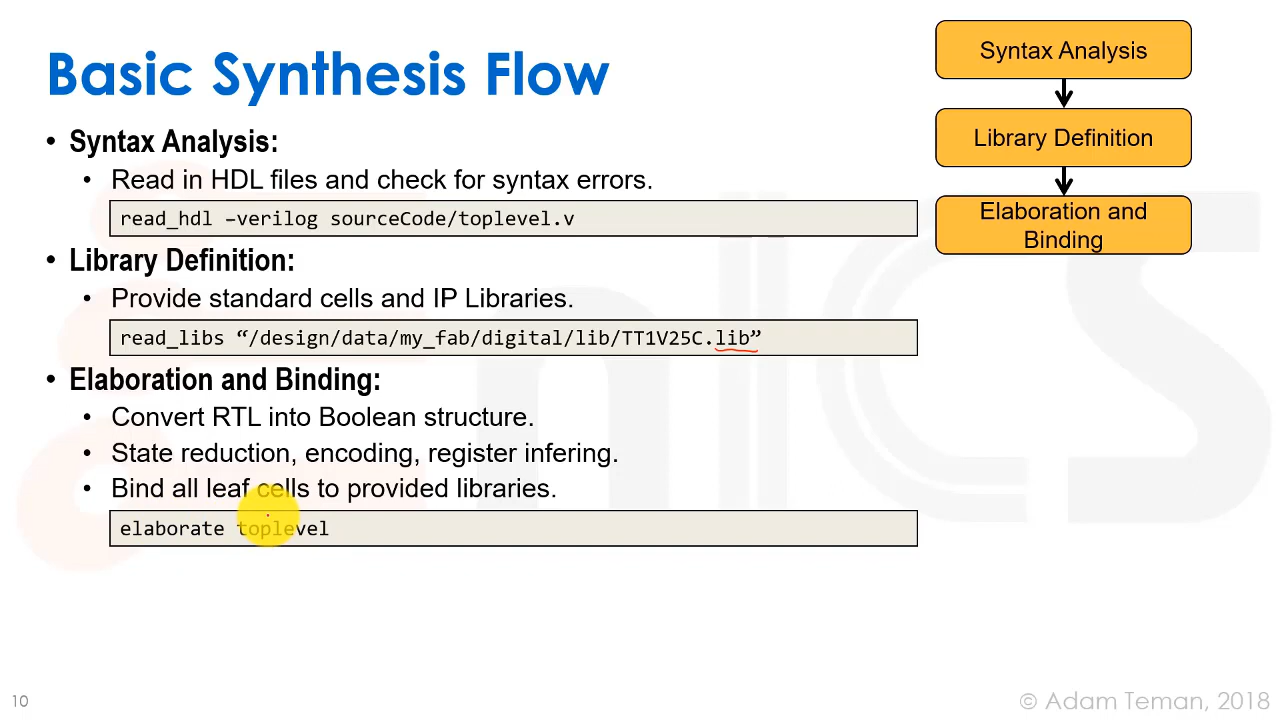 Basic Synthesis Flow
• Syntax Analysis:
• Read in HDL files and check for syntax errors.
read_hdl –verilog sourceCode/toplevel.v
• Library Definition:
• Provide standard cells and IP Libraries.
read_libs “/design/data/my_fab/digital/lib/TT1V25C.lib”
• Elaboration and Binding:
• Convert RTL into Boolean structure.
• State reduction, encoding, register infering.
• Bind all leaf cells to provided libraries.
elaborate toplevel
Syntax Analysis
Library Definition
Elaboration and
Binding
enICS
10
© Adam Teman, 2018